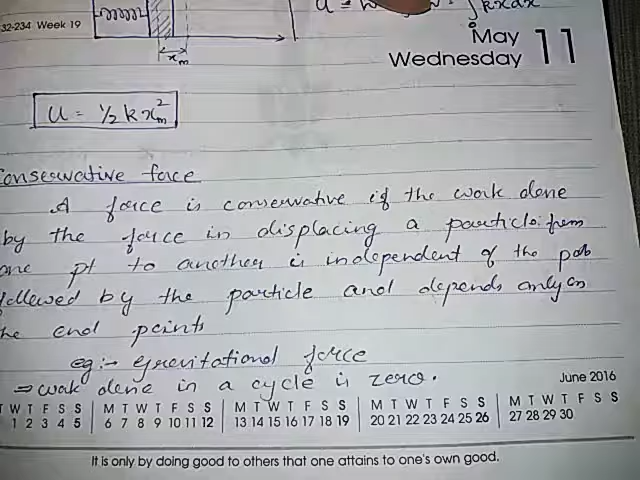 32-234 Week 19
xm
kxdx
May
Wednesday 11
U = 1/2 k x²m
Conservative force
A force is conservative if the work done
by the force in displacing a particle from
one pt to another is independent of the path
followed by the particle and depends only on
the end points
eg:- gravitational force
⇒ work done in a cycle is zero.
June 2016
T W T F S S M T W T F S S M T W T F S S M T W T F S S M T W T F S S
1 2 3 4 5 6 7 8 9 10 11 12 13 14 15 16 17 18 19 20 21 22 23 24 25 26 27 28 29 30
It is only by doing good to others that one attains to one's own good.